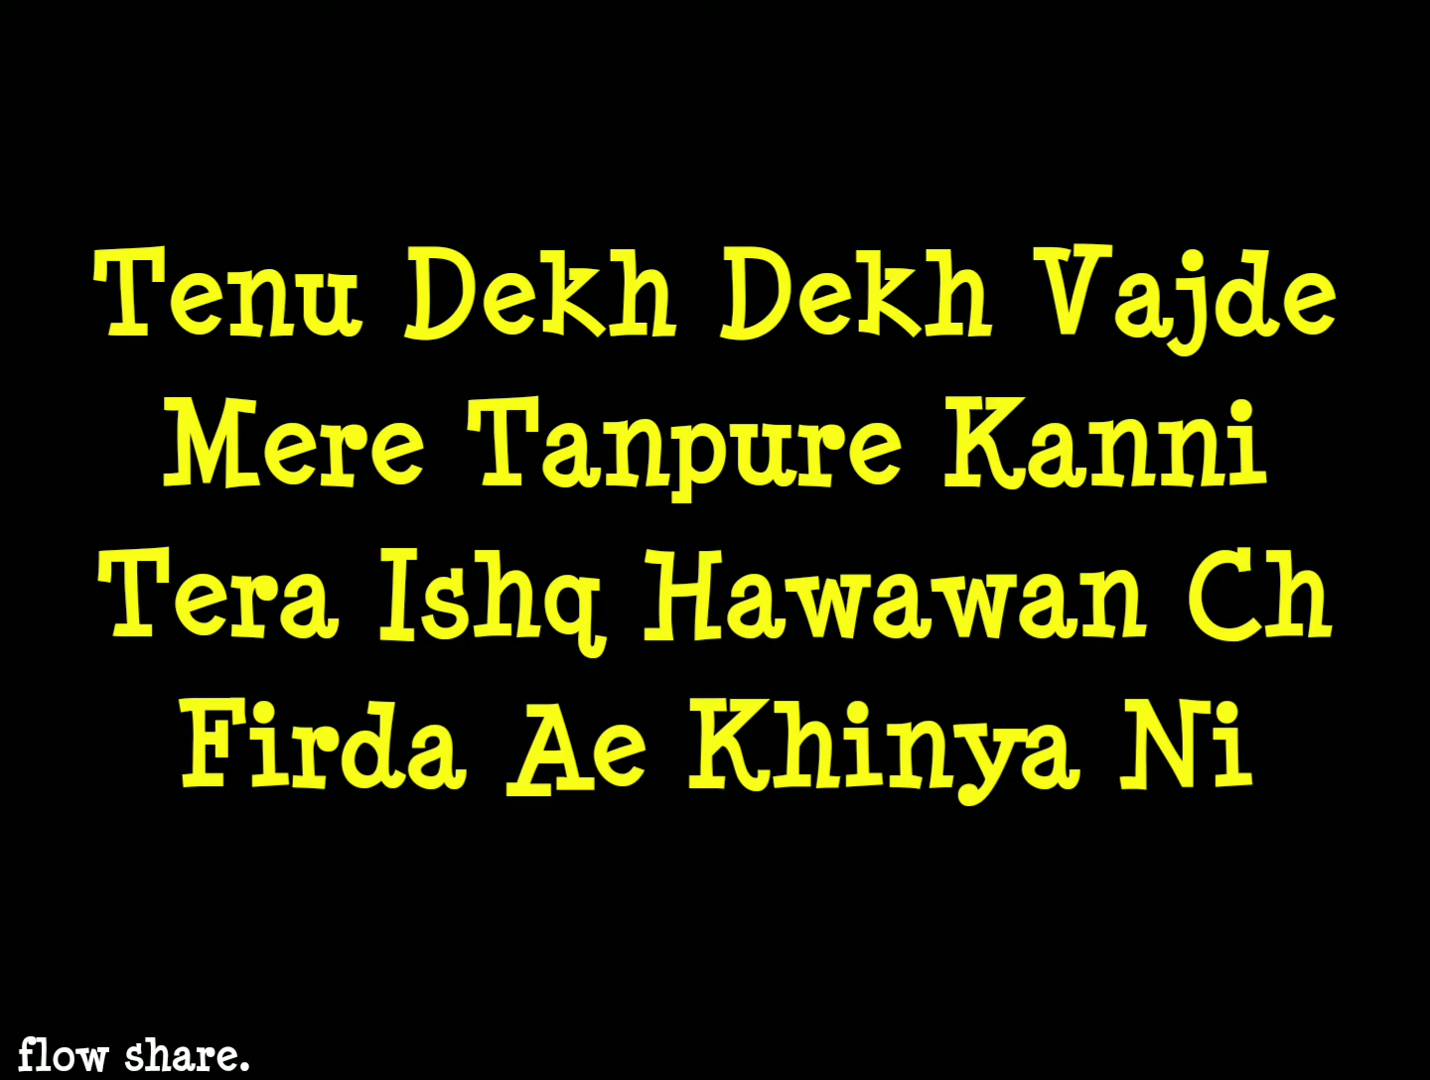 Tenu Dekh Dekh Vajde
Mere Tanpure Kanni
Tera Ishq Hawawan Ch
Firda Ae Khinya Ni
flow share.